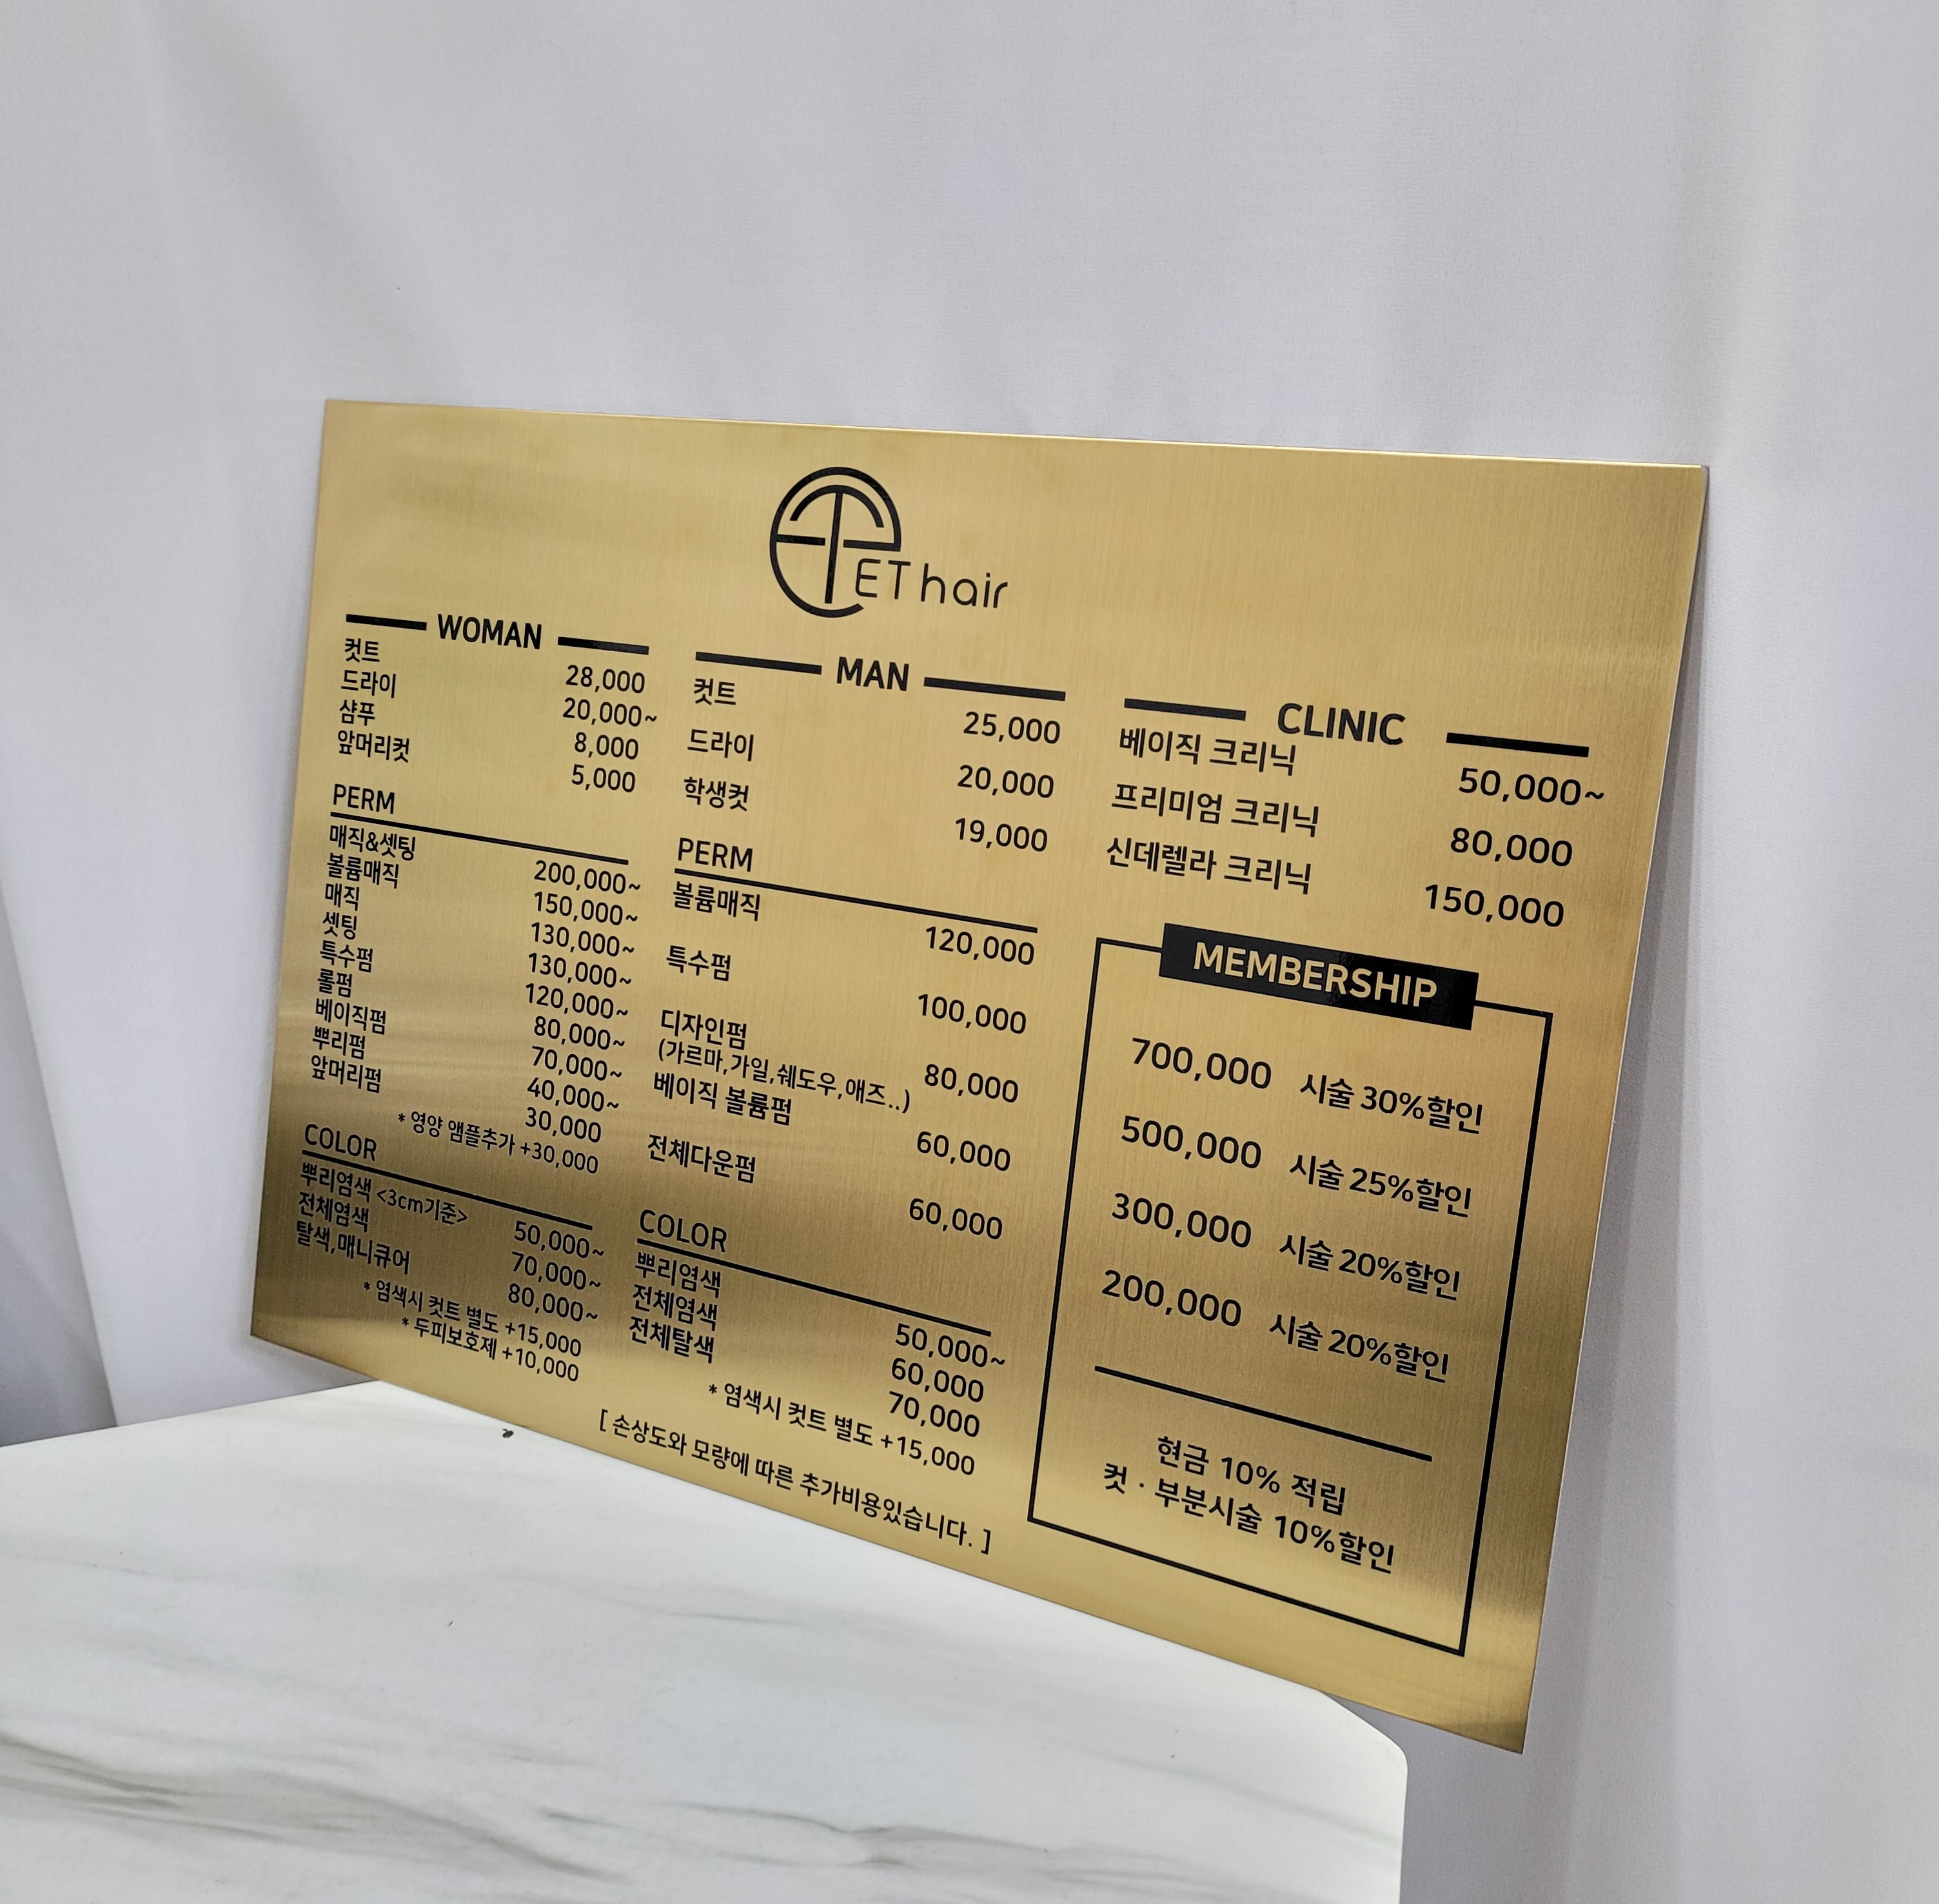 ET hair
WOMAN
컷트 28,000
드라이 20,000~
샴푸 8,000
앞머리컷 5,000
PERM
매직&셋팅 200,000~
볼륨매직 150,000~
매직 130,000~
셋팅 130,000~
특수펌 120,000~
롤펌 80,000~
베이직펌 70,000~
뿌리펌 40,000~
앞머리펌 30,000
* 영양 앰플추가 +30,000
COLOR
뿌리염색 <3cm기준> 50,000~
전체염색 70,000~
탈색,매니큐어 80,000~
* 염색시 컷트 별도 +15,000
* 두피보호제 +10,000
MAN
컷트 25,000
드라이 20,000
학생컷 19,000
PERM
볼륨매직 120,000
특수펌 100,000
디자인펌 80,000
(가르마,가일,쉐도우,애즈..)
베이직 볼륨펌 60,000
전체다운펌 60,000
COLOR
뿌리염색 50,000~
전체염색 60,000
전체탈색 70,000
* 염색시 컷트 별도 +15,000
[ 손상도와 모량에 따른 추가비용있습니다. ]
CLINIC
베이직 크리닉 50,000~
프리미엄 크리닉 80,000
신데렐라 크리닉 150,000
MEMBERSHIP
700,000 시술 30%할인
500,000 시술 25%할인
300,000 시술 20%할인
200,000 시술 20%할인
현금 10% 적립
컷 · 부분시술 10%할인